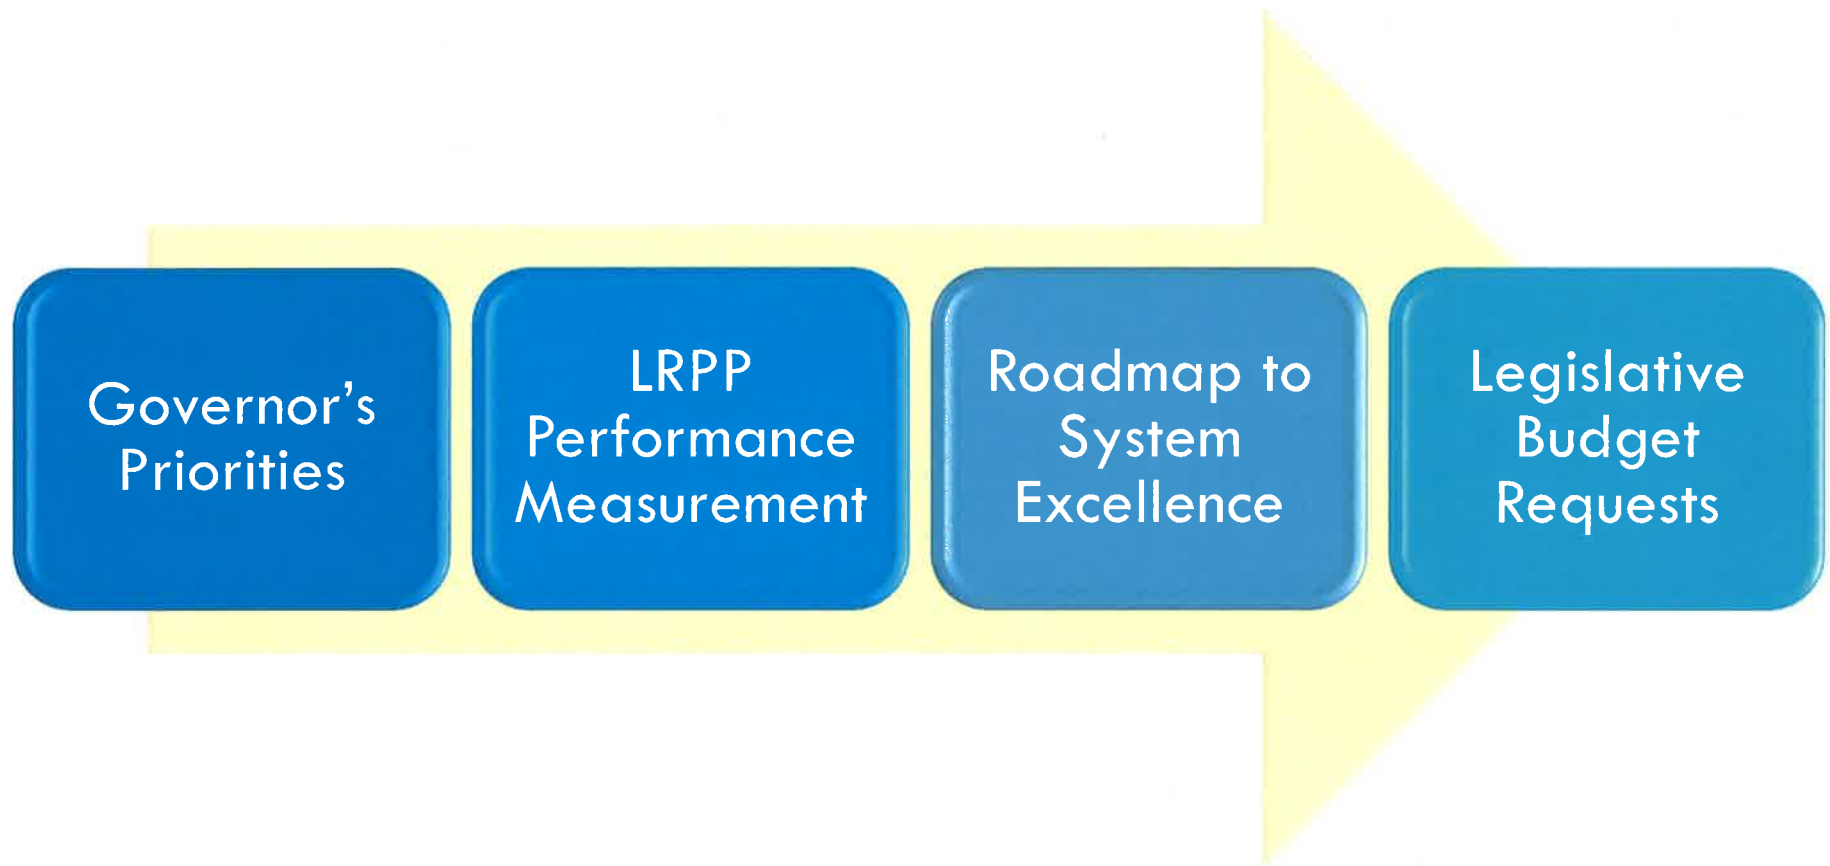 Governor's
Priorities
LRPP
Performance
Measurement
Roadmap to
System
Excellence
Legislative
Budget
Requests